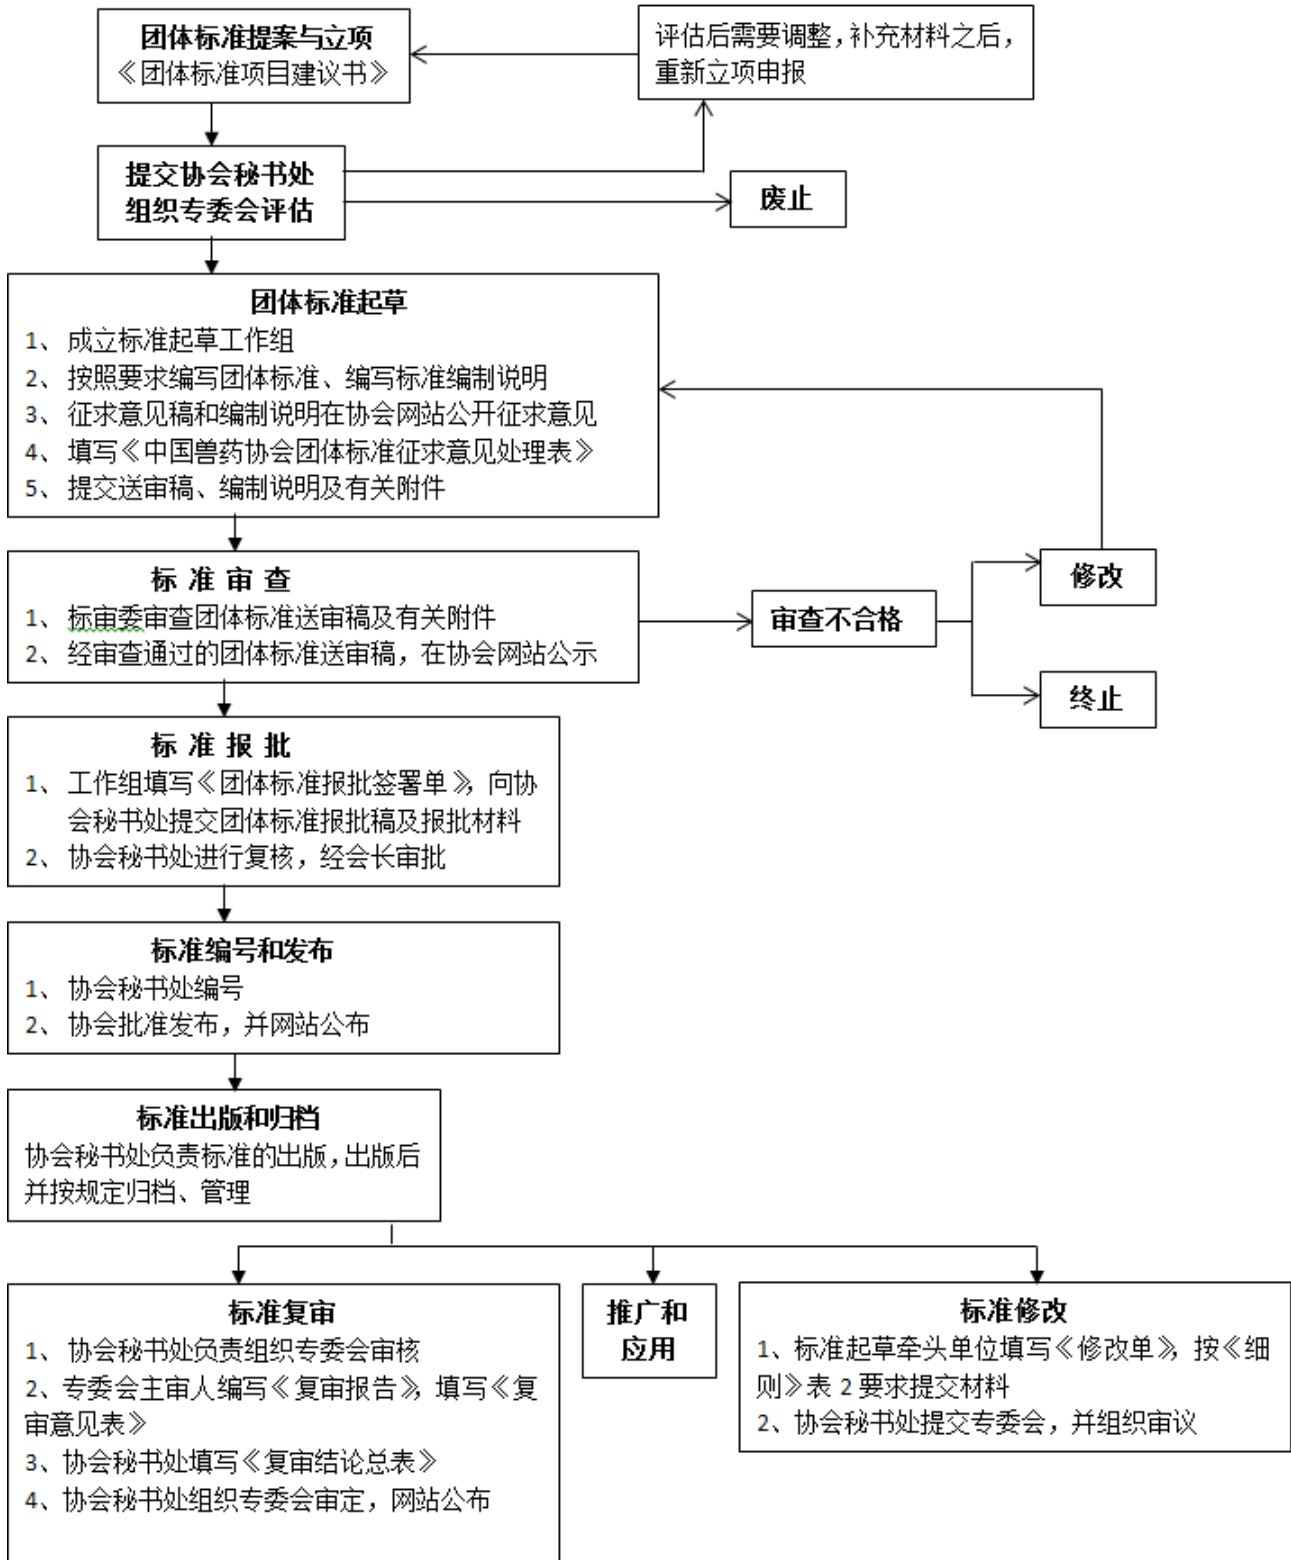 团体标准提案与立项
《团体标准项目建议书》
评估后需要调整，补充材料之后，
重新立项申报
提交协会秘书处
组织专委会评估
废止
团体标准起草
1、 成立标准起草工作组
2、 按照要求编写团体标准、编写标准编制说明
3、 征求意见稿和编制说明在协会网站公开征求意见
4、 填写《中国兽药协会团体标准征求意见处理表》
5、 提交送审稿、编制说明及有关附件
标 准 审 查
1、 标审委审查团体标准送审稿及有关附件
2、 经审查通过的团体标准送审稿，在协会网站公示
审查不合格
修改
终止
标 准 报 批
1、 工作组填写《团体标准报批签署单》，向协
会秘书处提交团体标准报批稿及报批材料
2、 协会秘书处进行复核，经会长审批
标准编号和发布
1、 协会秘书处编号
2、 协会批准发布，并网站公布
标准出版和归档
协会秘书处负责标准的出版，出版后
并按规定归档、管理
标准复审
1、 协会秘书处负责组织专委会审核
2、专委会主审人编写《复审报告》，填写《复
审意见表》
3、协会秘书处填写《复审结论总表》
4、协会秘书处组织专委会审定，网站公布
推广和
应用
标准修改
1、标准起草牵头单位填写《修改单》，按《细
则》表 2 要求提交材料
2、协会秘书处提交专委会，并组织审议